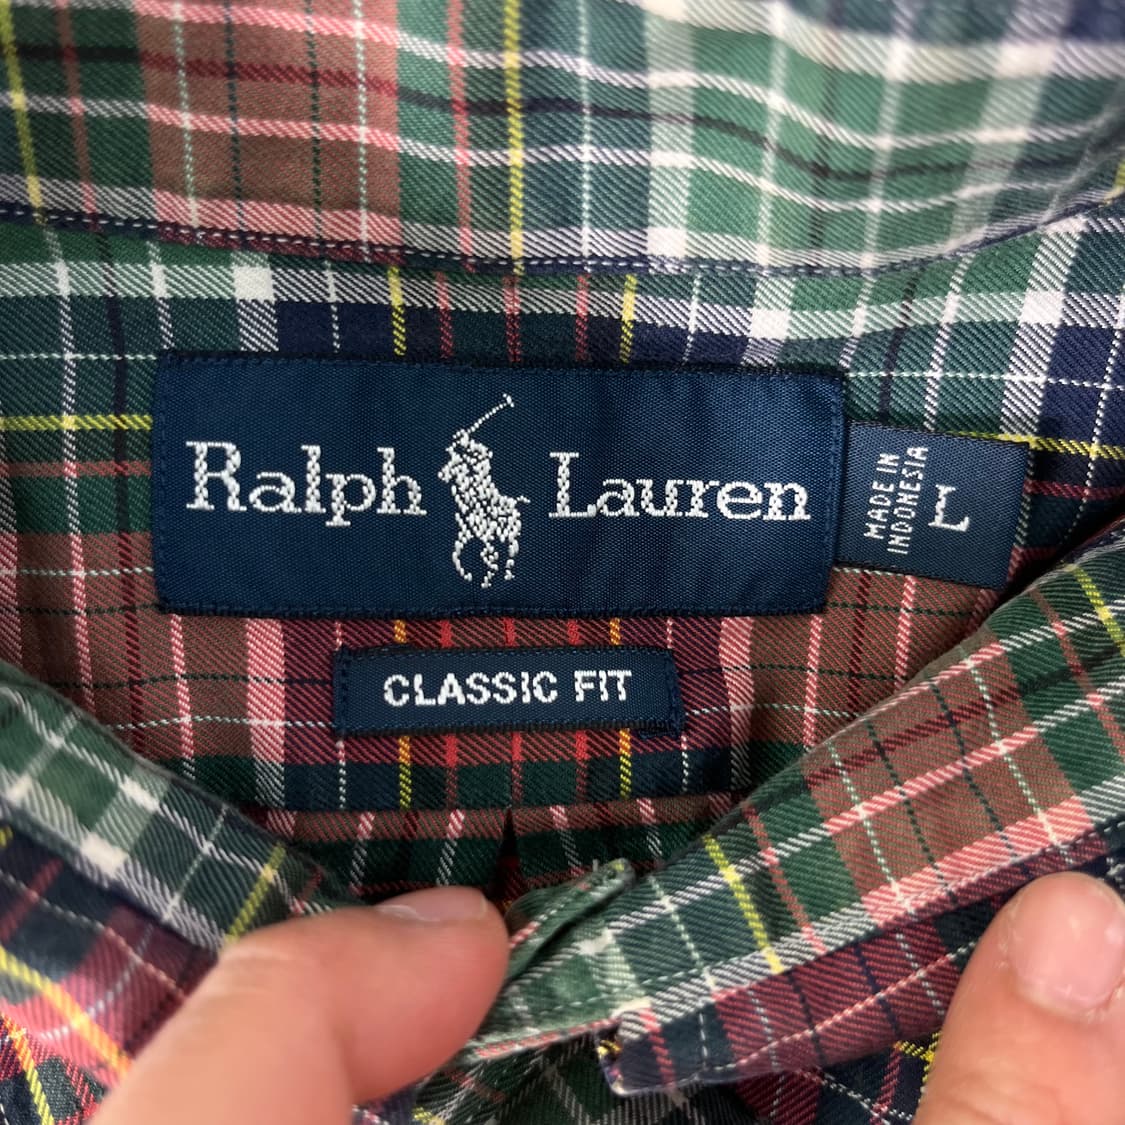 Ralph Lauren
MADE IN
INDONESIA
L
CLASSIC FIT